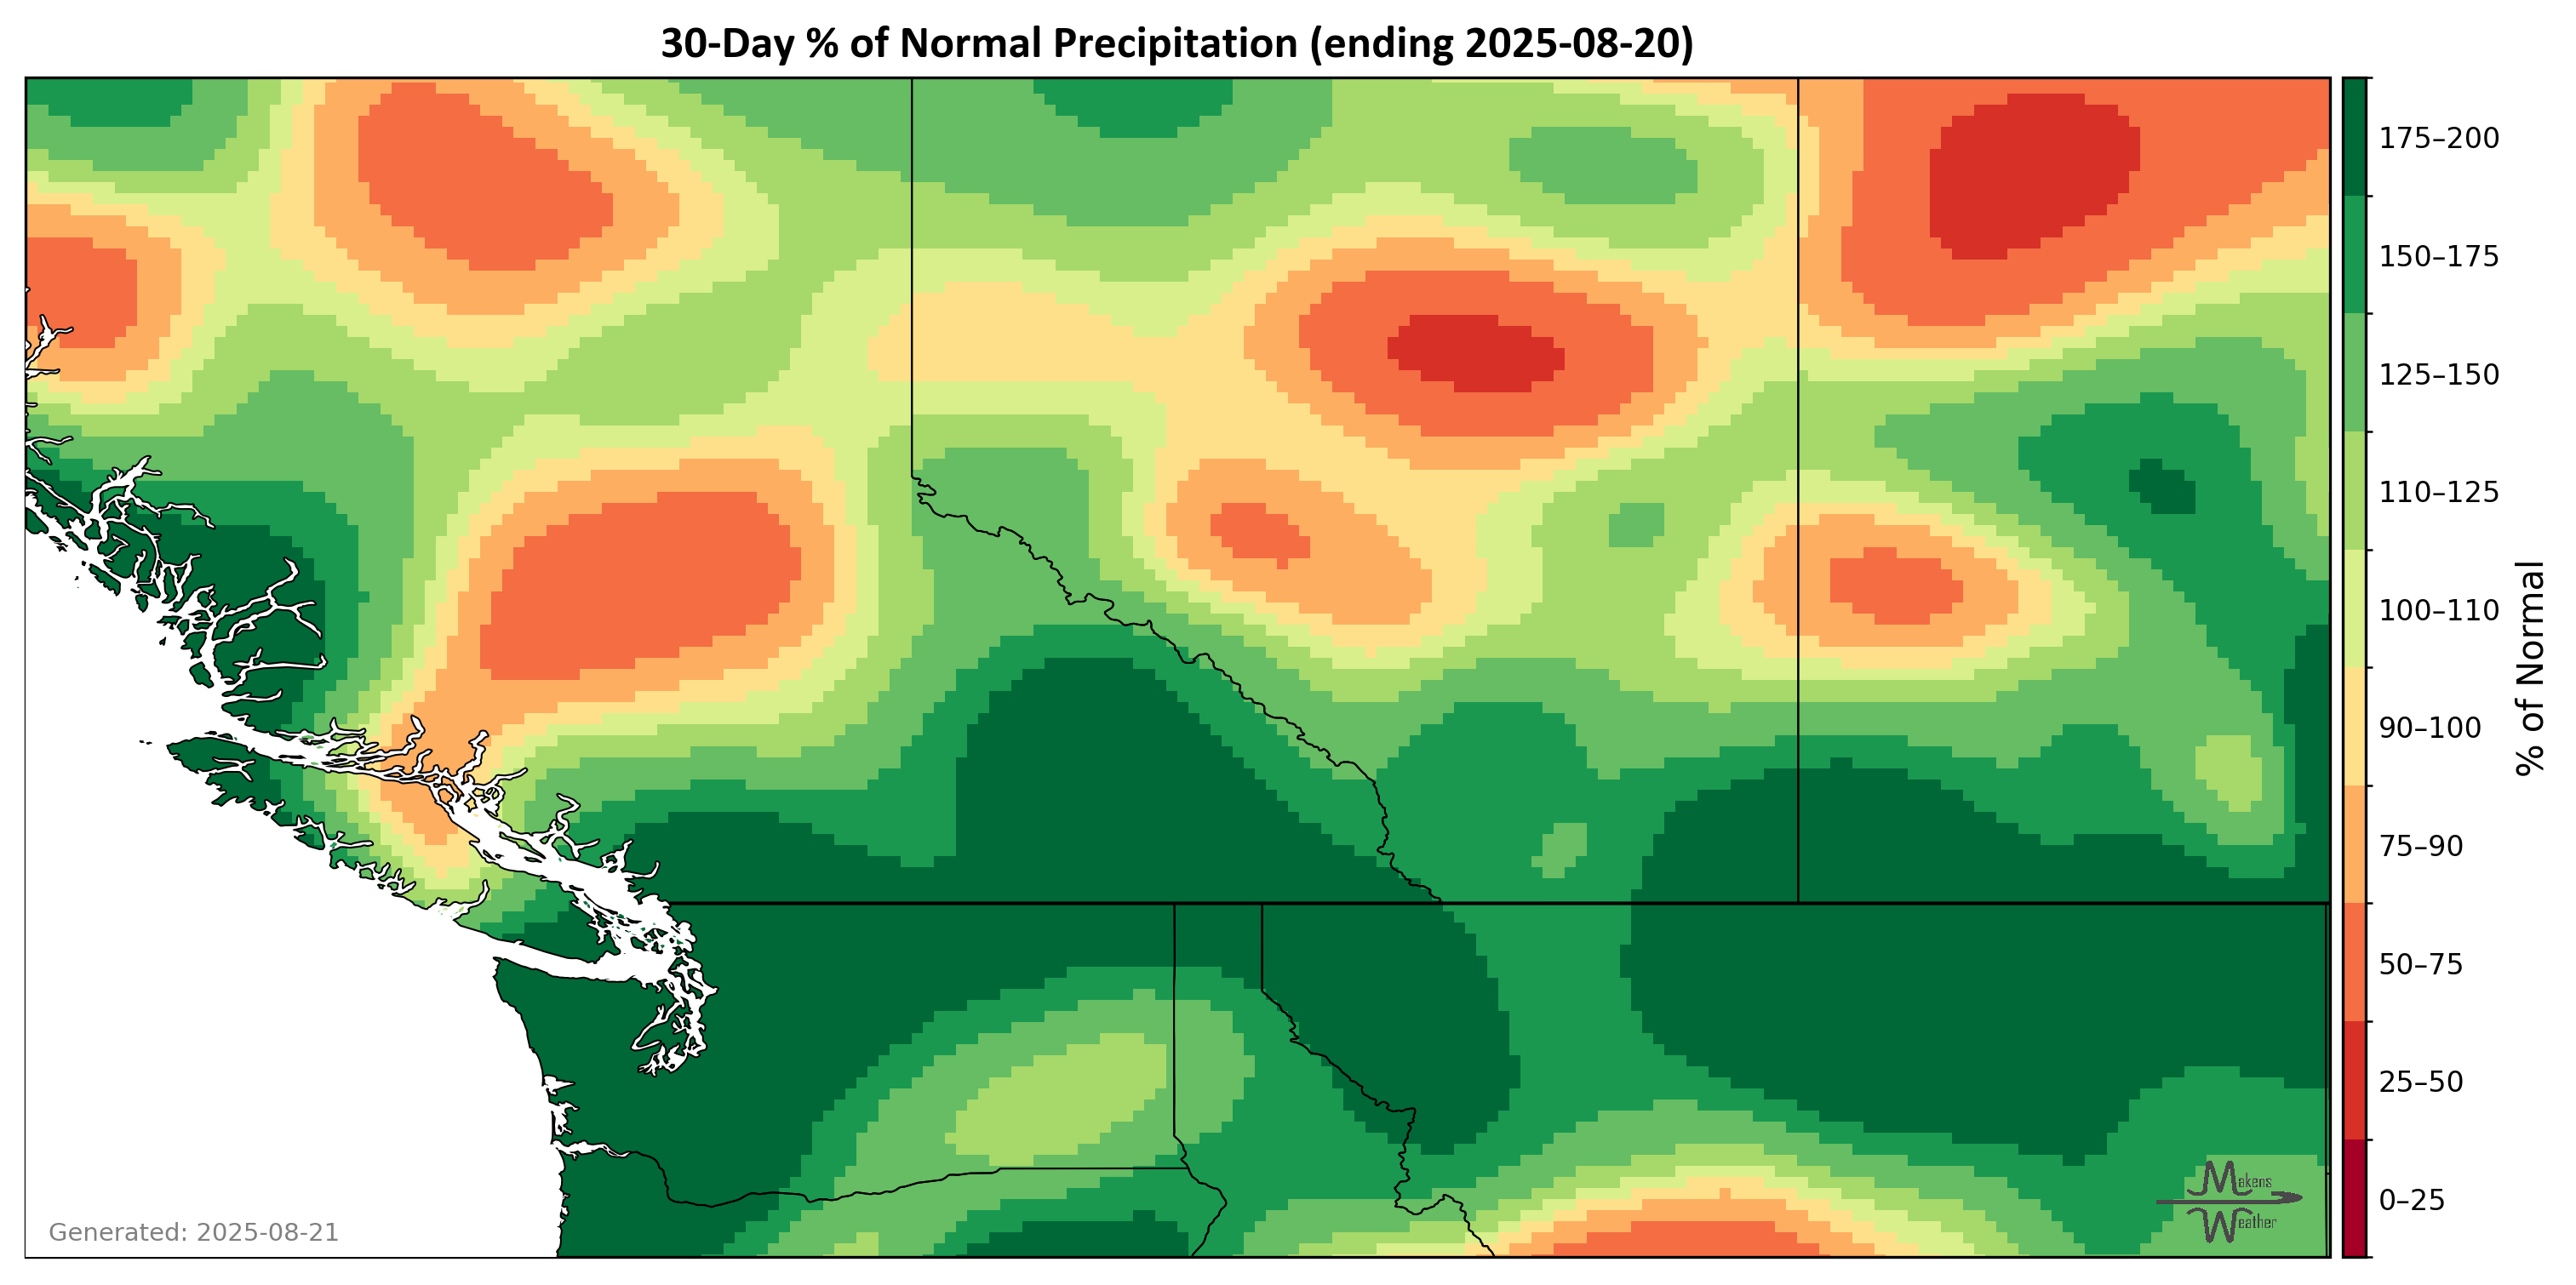 30-Day % of Normal Precipitation (ending 2025-08-20)
175–200
150–175
125–150
110–125
100–110
90–100
75–90
50–75
25–50
0–25
% of Normal
Generated: 2025-08-21
Makens
Weather